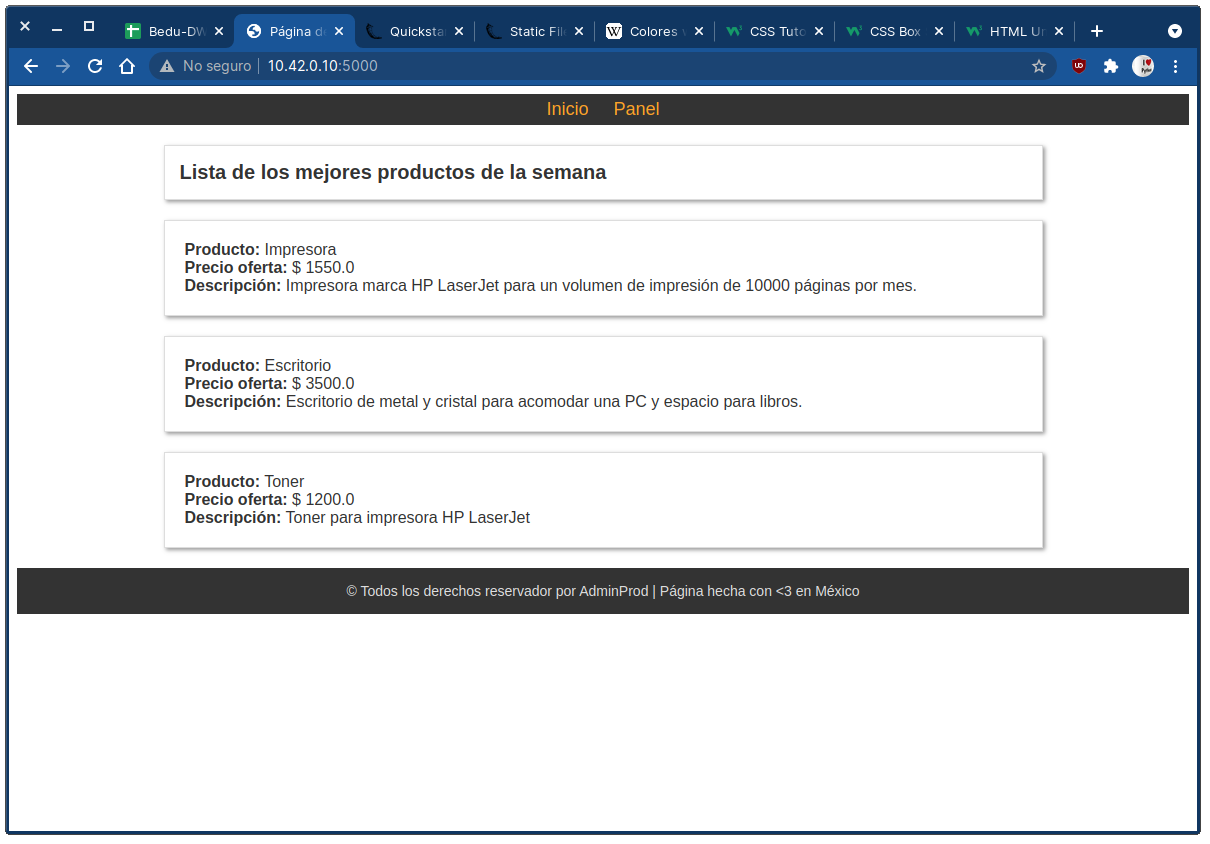 Bedu-DW
Página de
Quicksta
Static File
Colores w
CSS Tuto
CSS Box
HTML Un
No seguro | 10.42.0.10:5000
Inicio Panel
Lista de los mejores productos de la semana
Producto: Impresora
Precio oferta: $ 1550.0
Descripción: Impresora marca HP LaserJet para un volumen de impresión de 10000 páginas por mes.
Producto: Escritorio
Precio oferta: $ 3500.0
Descripción: Escritorio de metal y cristal para acomodar una PC y espacio para libros.
Producto: Toner
Precio oferta: $ 1200.0
Descripción: Toner para impresora HP LaserJet
© Todos los derechos reservador por AdminProd | Página hecha con <3 en México